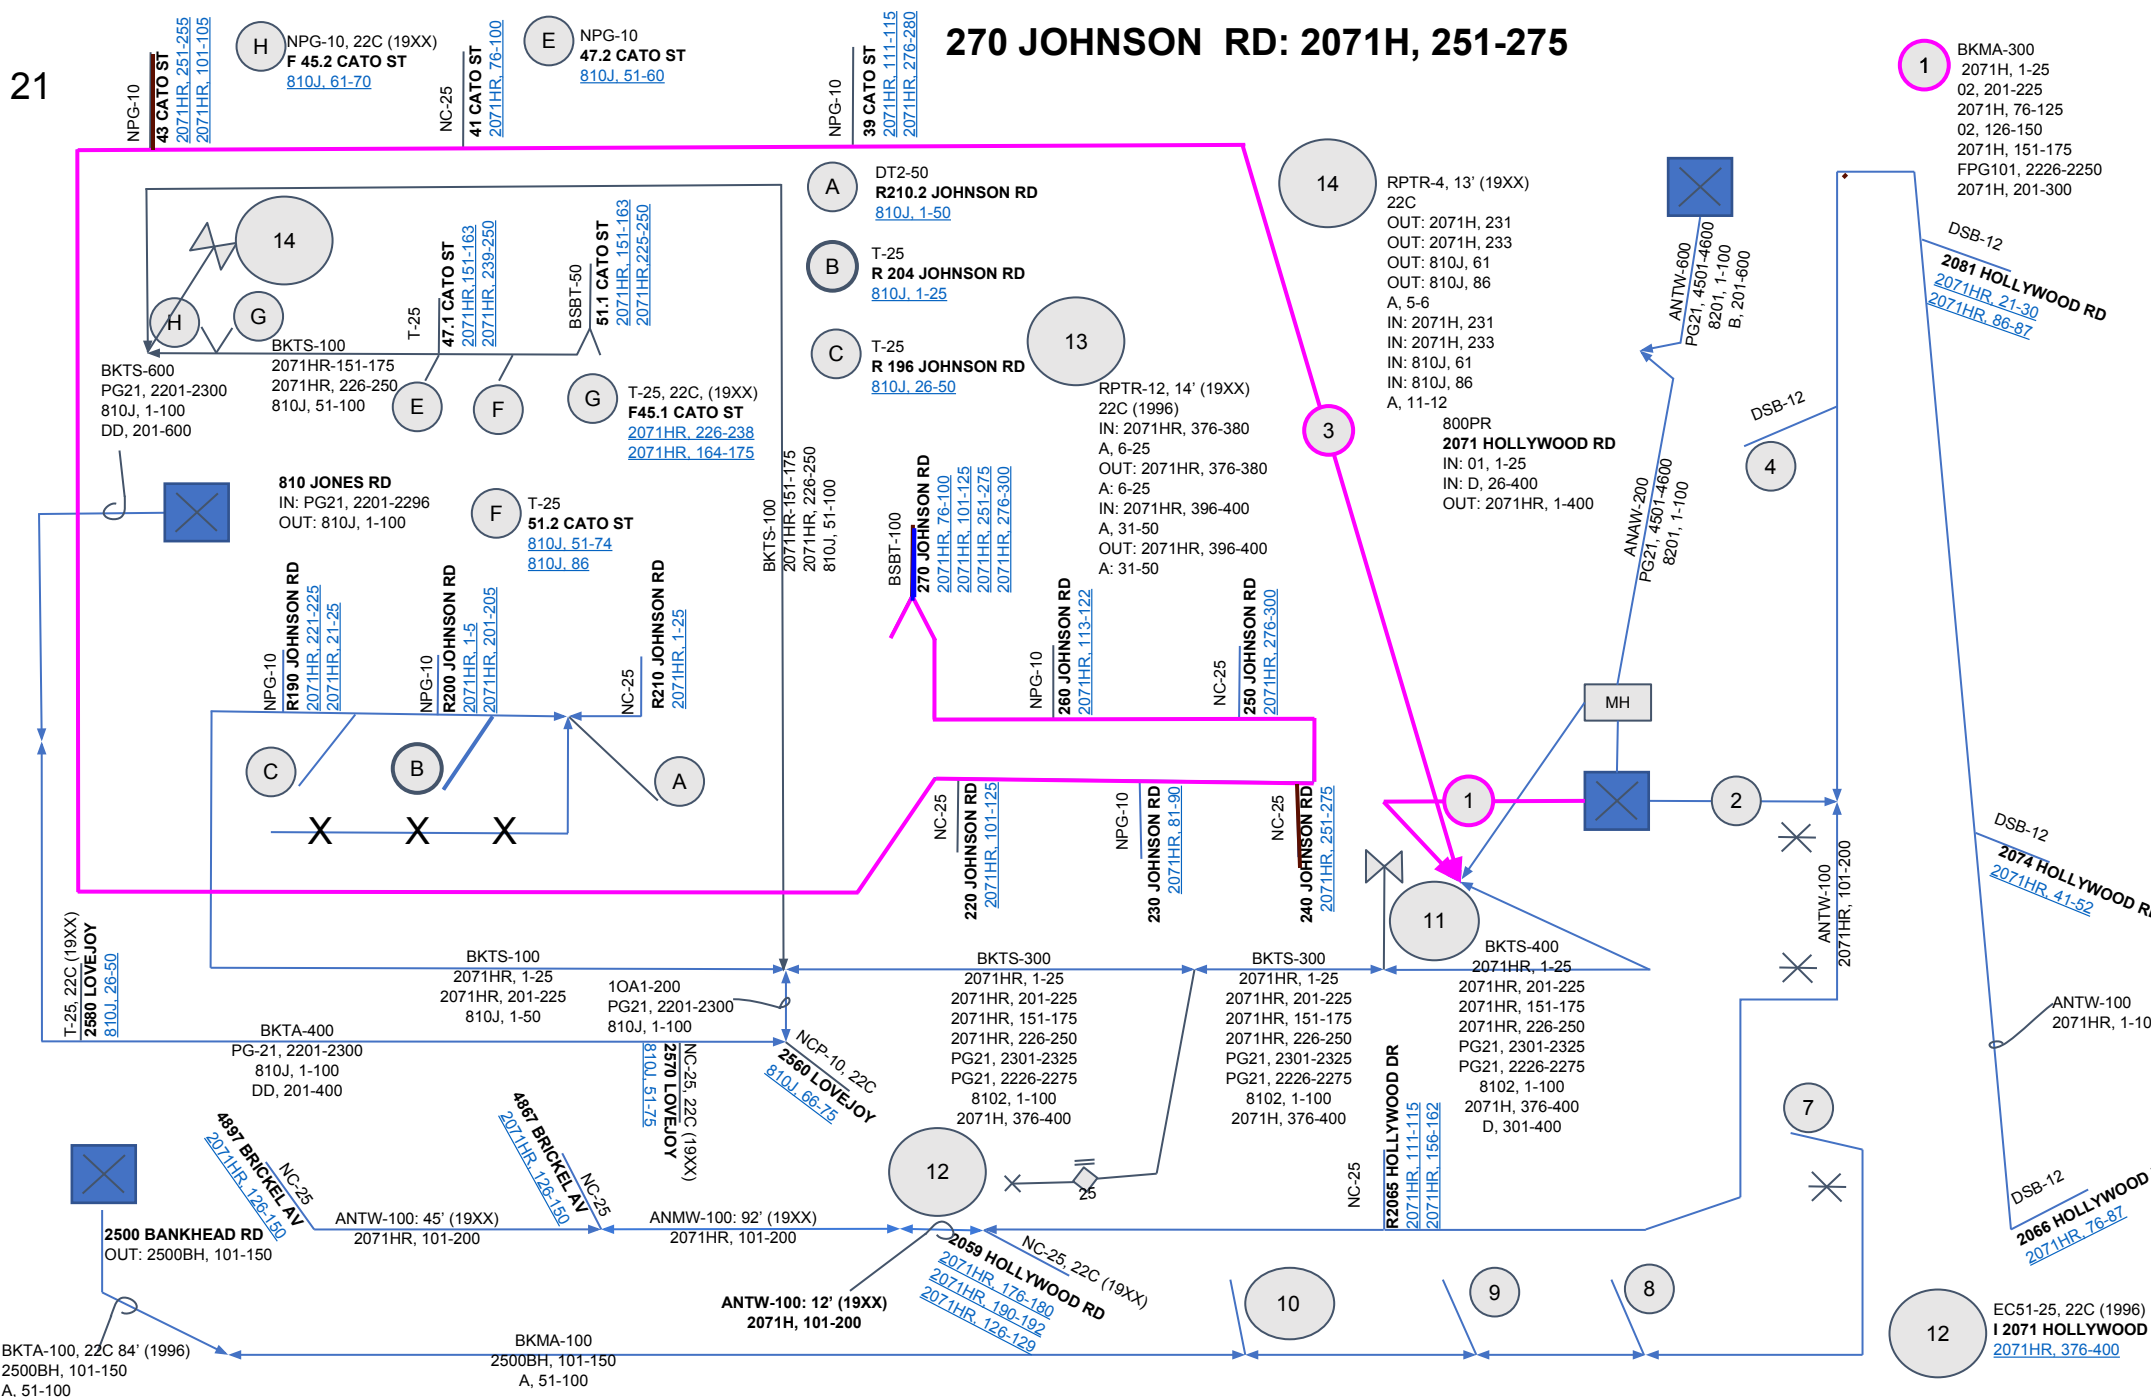 270 JOHNSON RD: 2071H, 251-275
21
NPG-10
43 CATO ST
2071HR, 251-255
2071HR, 101-105
H
NPG-10, 22C (19XX)
F 45.2 CATO ST
810J, 61-70
NC-25
41 CATO ST
2071HR, 76-100
E
NPG-10
47.2 CATO ST
810J, 51-60
NPG-10
39 CATO ST
2071HR, 111-115
2071HR, 276-280
1
BKMA-300
2071H, 1-25
02, 201-225
2071H, 76-125
02, 126-150
2071H, 151-175
FPG101, 2226-2250
2071H, 201-300
A
DT2-50
R210.2 JOHNSON RD
810J, 1-50
B
T-25
R 204 JOHNSON RD
810J, 1-25
C
T-25
R 196 JOHNSON RD
810J, 26-50
14
RPTR-4, 13’ (19XX)
22C
OUT: 2071H, 231
OUT: 2071H, 233
OUT: 810J, 61
OUT: 810J, 86
A, 5-6
IN: 2071H, 231
IN: 2071H, 233
IN: 810J, 61
IN: 810J, 86
A, 11-12
800PR
2071 HOLLYWOOD RD
IN: 01, 1-25
IN: D, 26-400
OUT: 2071HR, 1-400
ANTW-600
PG21, 4501-4600
8201, 1-100
B, 201-600
DSB-12
2081 HOLLYWOOD RD
2071HR, 21-30
2071HR, 86-87
14
H
G
T-25
47.1 CATO ST
2071HR,151-163
2071HR, 239-250
BSBT-50
51.1 CATO ST
2071HR, 151-163
2071HR,225-250
BKTS-100
2071HR-151-175
2071HR, 226-250
810J, 51-100
BKTS-600
PG21, 2201-2300
810J, 1-100
DD, 201-600
E
F
G
T-25, 22C, (19XX)
F45.1 CATO ST
2071HR, 226-238
2071HR, 164-175
13
RPTR-12, 14’ (19XX)
22C (1996)
IN: 2071HR, 376-380
A, 6-25
OUT: 2071HR, 376-380
A: 6-25
IN: 2071HR, 396-400
A, 31-50
OUT: 2071HR, 396-400
A: 31-50
3
DSB-12
4
ANAW-200
PG21, 4501-4600
8201, 1-100
810 JONES RD
IN: PG21, 2201-2296
OUT: 810J, 1-100
F
T-25
51.2 CATO ST
810J, 51-74
810J, 86
BKTS-100
2071HR-151-175
2071HR, 226-250
810J, 51-100
BSBT-100
270 JOHNSON RD
2071HR, 76-100
2071HR, 101-125
2071HR, 251-275
2071HR, 276-300
NPG-10
R190 JOHNSON RD
2071HR, 221-225
2071HR, 21-25
NPG-10
R200 JOHNSON RD
2071HR, 1-5
2071HR, 201-205
NC-25
R210 JOHNSON RD
2071HR, 1-25
NPG-10
260 JOHNSON RD
2071HR, 113-122
NC-25
250 JOHNSON RD
2071HR, 276-300
MH
C
B
A
X
X
X
NC-25
220 JOHNSON RD
2071HR, 101-125
NPG-10
230 JOHNSON RD
2071HR, 81-90
NC-25
240 JOHNSON RD
2071HR, 251-275
1
2
11
ANTW-100
2071HR, 101-200
DSB-12
2074 HOLLYWOOD RD
2071HR, 41-52
T-25, 22C (19XX)
2580 LOVEJOY
810J, 26-50
BKTS-100
2071HR, 1-25
2071HR, 201-225
810J, 1-50
1OA1-200
PG21, 2201-2300
810J, 1-100
BKTS-300
2071HR, 1-25
2071HR, 201-225
2071HR, 151-175
2071HR, 226-250
PG21, 2301-2325
PG21, 2226-2275
8102, 1-100
2071H, 376-400
BKTS-300
2071HR, 1-25
2071HR, 201-225
2071HR, 151-175
2071HR, 226-250
PG21, 2301-2325
PG21, 2226-2275
8102, 1-100
2071H, 376-400
BKTS-400
2071HR, 1-25
2071HR, 201-225
2071HR, 151-175
2071HR, 226-250
PG21, 2301-2325
PG21, 2226-2275
8102, 1-100
2071H, 376-400
D, 301-400
ANTW-100
2071HR, 1-10
BKTA-400
PG-21, 2201-2300
810J, 1-100
DD, 201-400
NC-25, 22C (19XX)
2570 LOVEJOY
810J, 51-75
NCP-10, 22C
2560 LOVEJOY
810J, 66-75
7
NC-25
R2065 HOLLYWOOD DR
2071HR, 111-115
2071HR, 156-162
NC-25
4897 BRICKEL AV
2071HR, 126-150
NC-25
4867 BRICKEL AV
2071HR, 126-150
12
25
DSB-12
2066 HOLLYWOOD
2071HR, 76-87
2500 BANKHEAD RD
OUT: 2500BH, 101-150
ANTW-100: 45’ (19XX)
2071HR, 101-200
ANMW-100: 92’ (19XX)
2071HR, 101-200
NC-25, 22C (19XX)
2059 HOLLYWOOD RD
2071HR, 176-180
2071HR, 190-192
2071HR, 126-129
ANTW-100: 12’ (19XX)
2071H, 101-200
10
9
8
12
EC51-25, 22C (1996)
I 2071 HOLLYWOOD
2071HR, 376-400
BKTA-100, 22C 84’ (1996)
2500BH, 101-150
A, 51-100
BKMA-100
2500BH, 101-150
A, 51-100